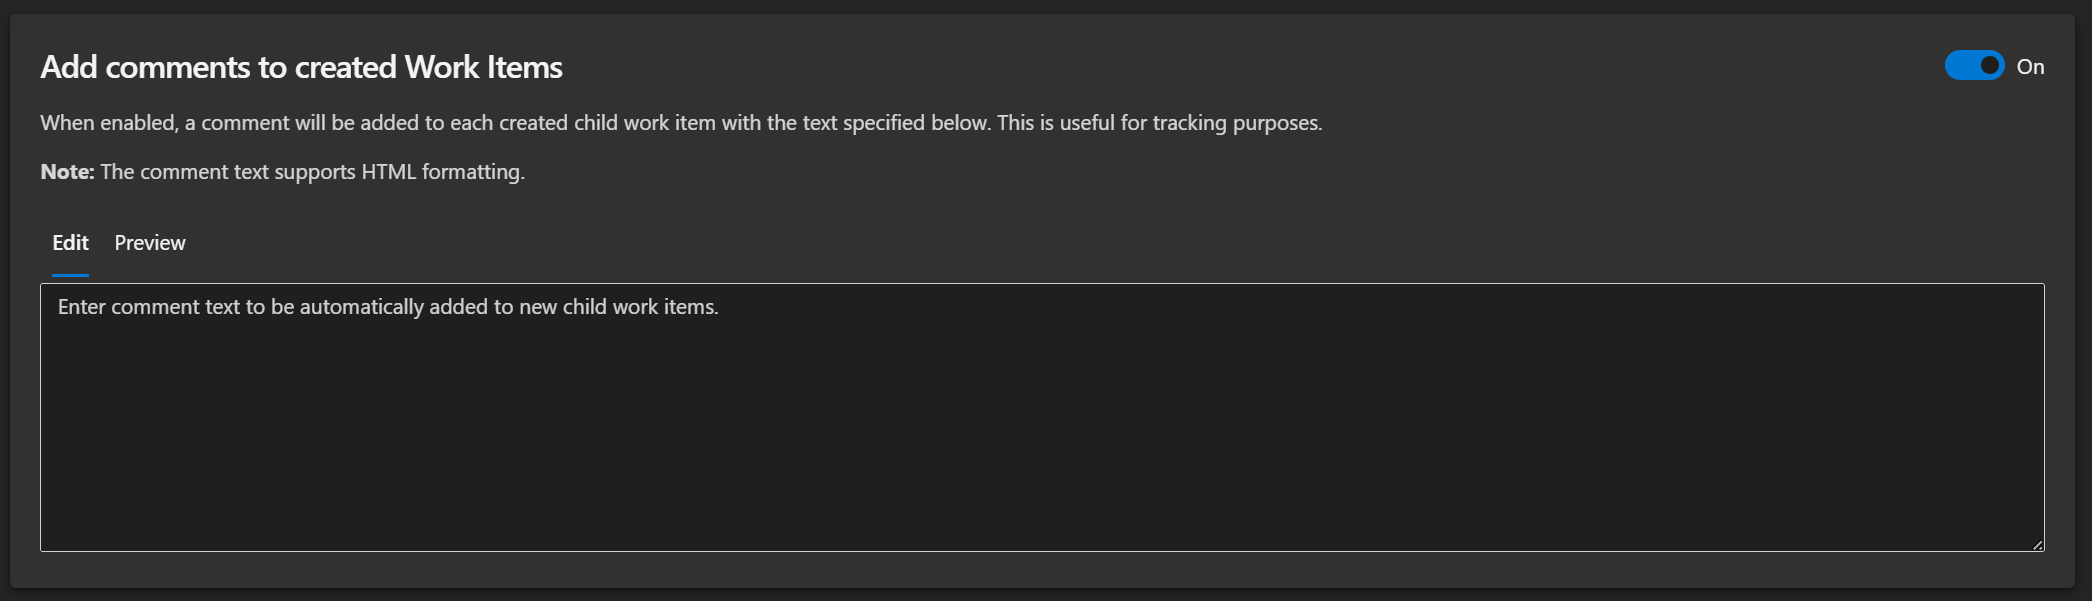 Add comments to created Work Items
On
When enabled, a comment will be added to each created child work item with the text specified below. This is useful for tracking purposes.
Note: The comment text supports HTML formatting.
Edit Preview
Enter comment text to be automatically added to new child work items.